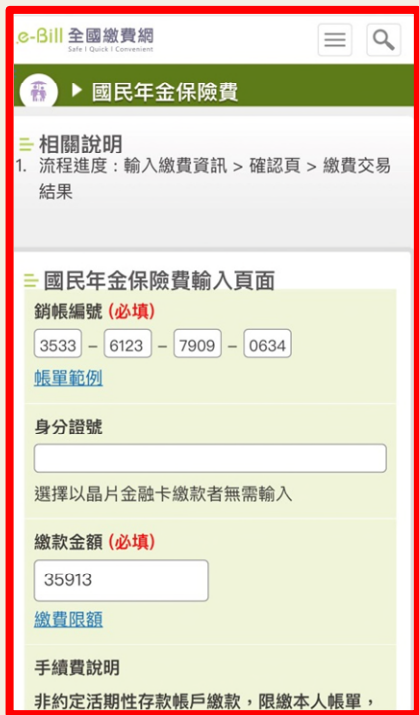 e-Bill 全國繳費網
Safe | Quick | Convenient
國民年金保險費
相關說明
1. 流程進度：輸入繳費資訊 > 確認頁 > 繳費交易
結果
國民年金保險費輸入頁面
銷帳編號 (必填)
3533 – 6123 – 7909 – 0634
帳單範例
身分證號
選擇以晶片金融卡繳款者無需輸入
繳款金額 (必填)
35913
繳費限額
手續費說明
非約定活期性存款帳戶繳款，限繳本人帳單，